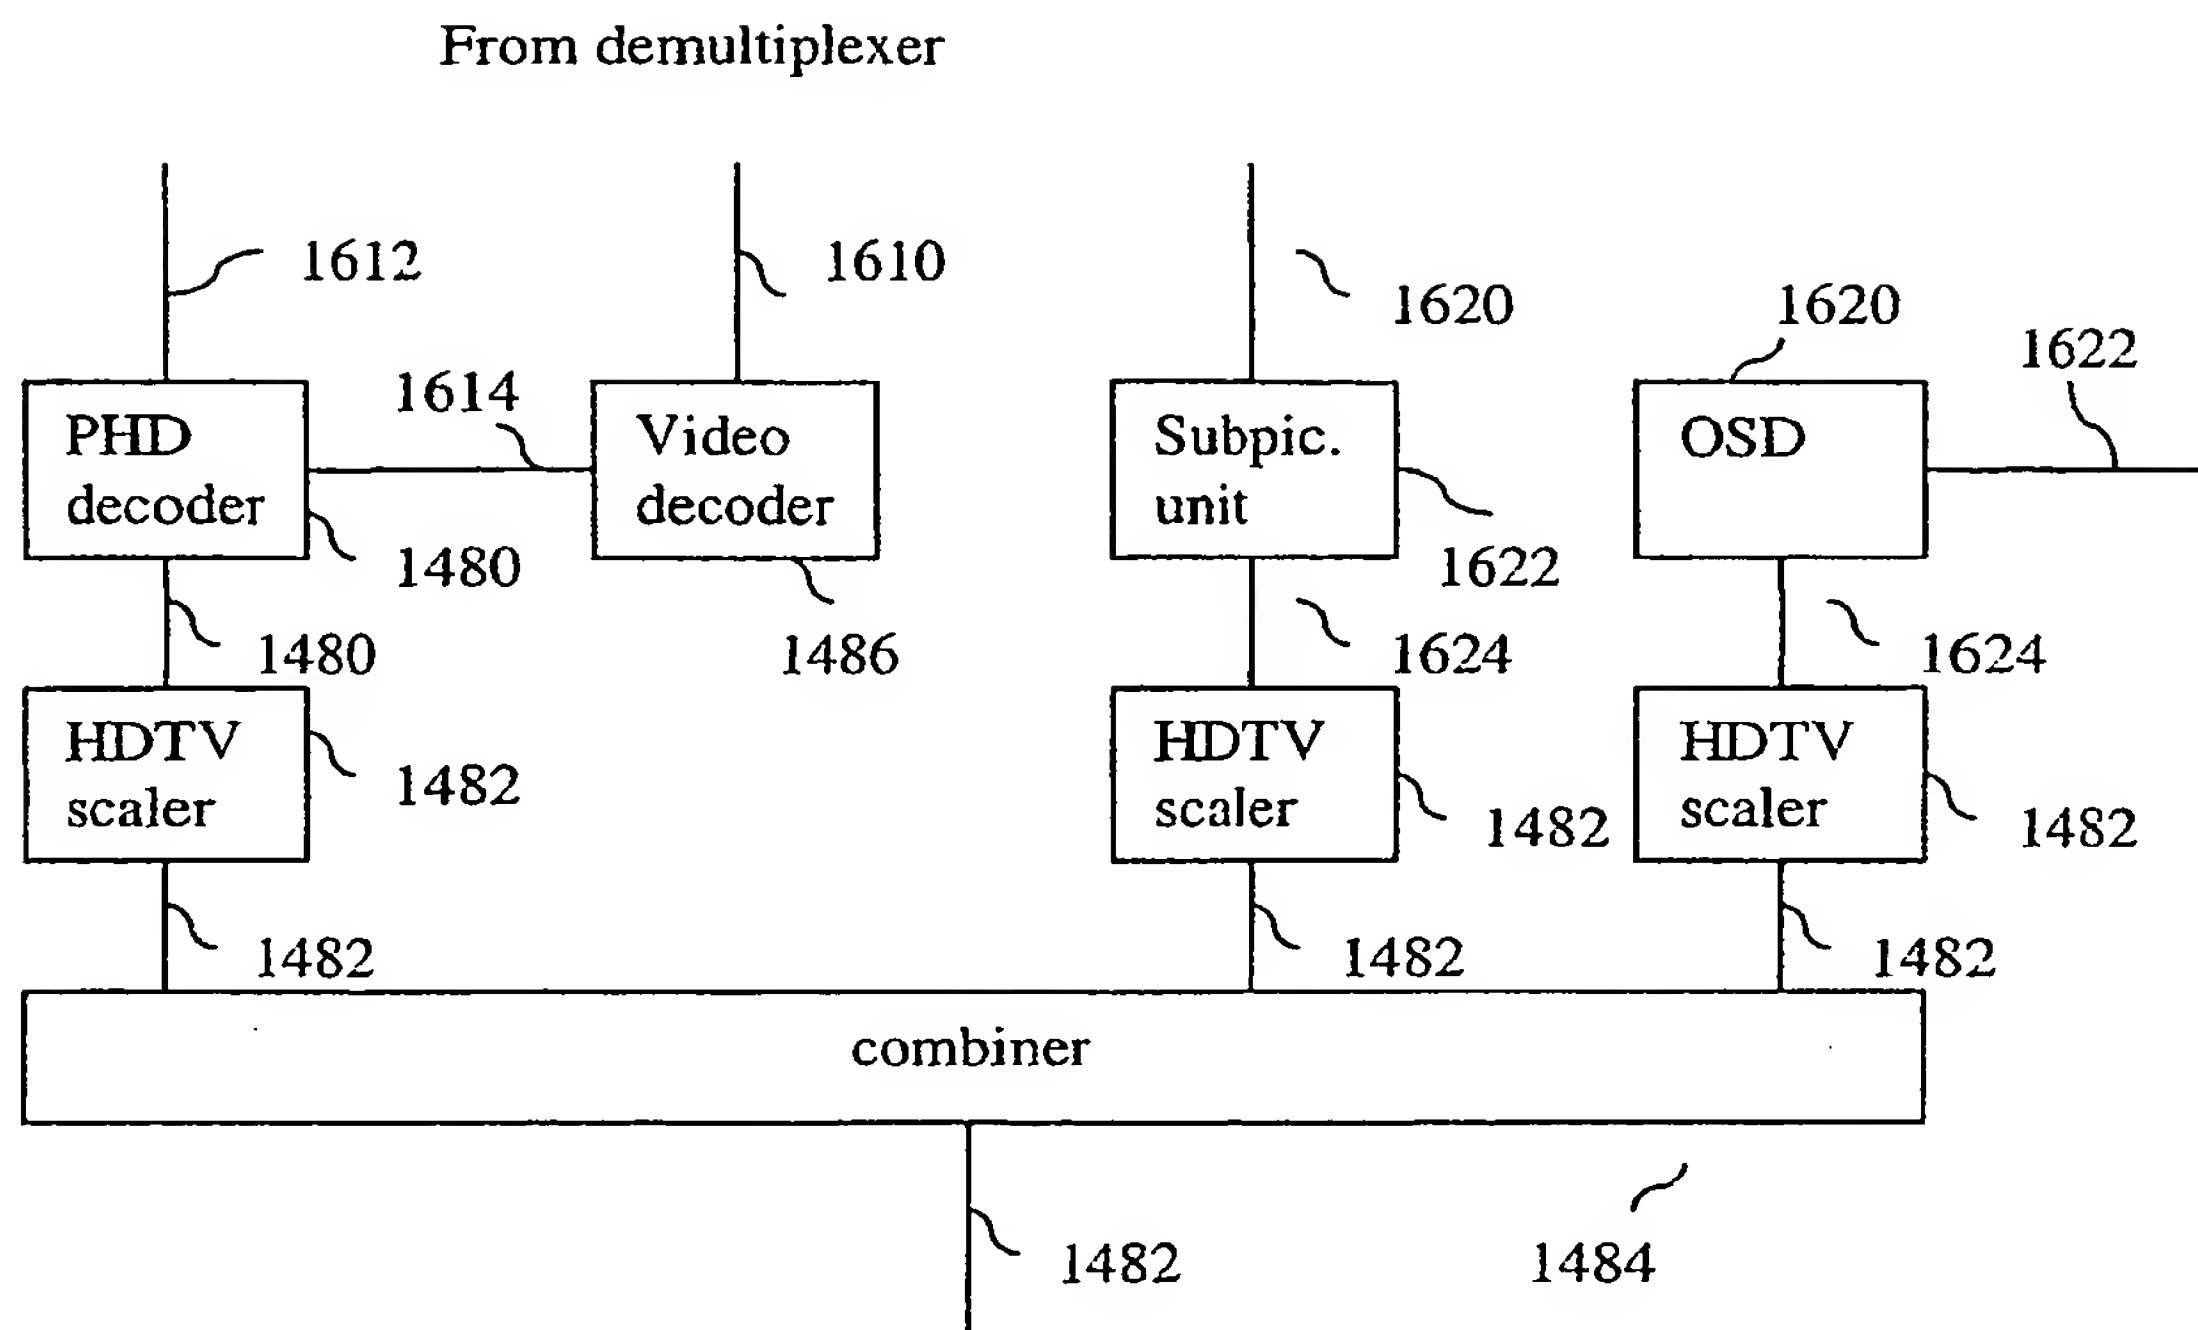 From demultiplexer
1612
1610
1620
1620
1622
1614
PHD
decoder
Video
decoder
Subpic.
unit
OSD
1480
1622
1480
1486
1624
1624
HDTV
scaler
1482
HDTV
scaler
1482
HDTV
scaler
1482
1482
1482
1482
combiner
1482
1484